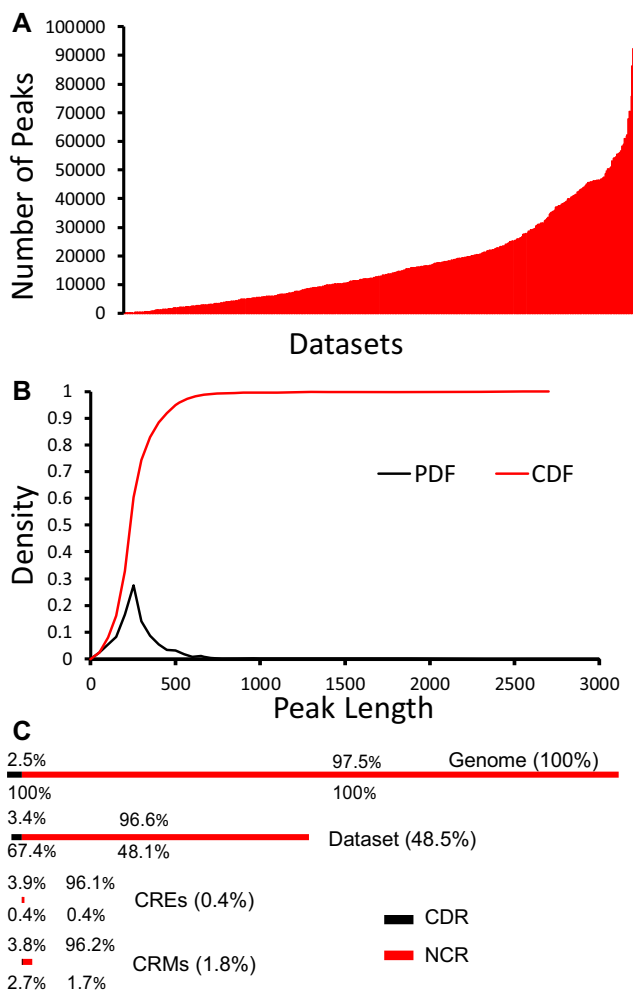 A
100000
90000
80000
70000
60000
50000
40000
30000
20000
10000
0
Number of Peaks
Datasets
B
1
0.9
0.8
0.7
0.6
0.5
0.4
0.3
0.2
0.1
0
Density
PDF CDF
0 500 1000 1500 2000 2500 3000
Peak Length
C
2.5% 97.5% Genome (100%)
100% 100%
3.4% 96.6%
Dataset (48.5%)
67.4% 48.1%
3.9% 96.1%
CREs (0.4%)
0.4% 0.4%
CDR
3.8% 96.2%
CRMs (1.8%)
NCR
2.7% 1.7%